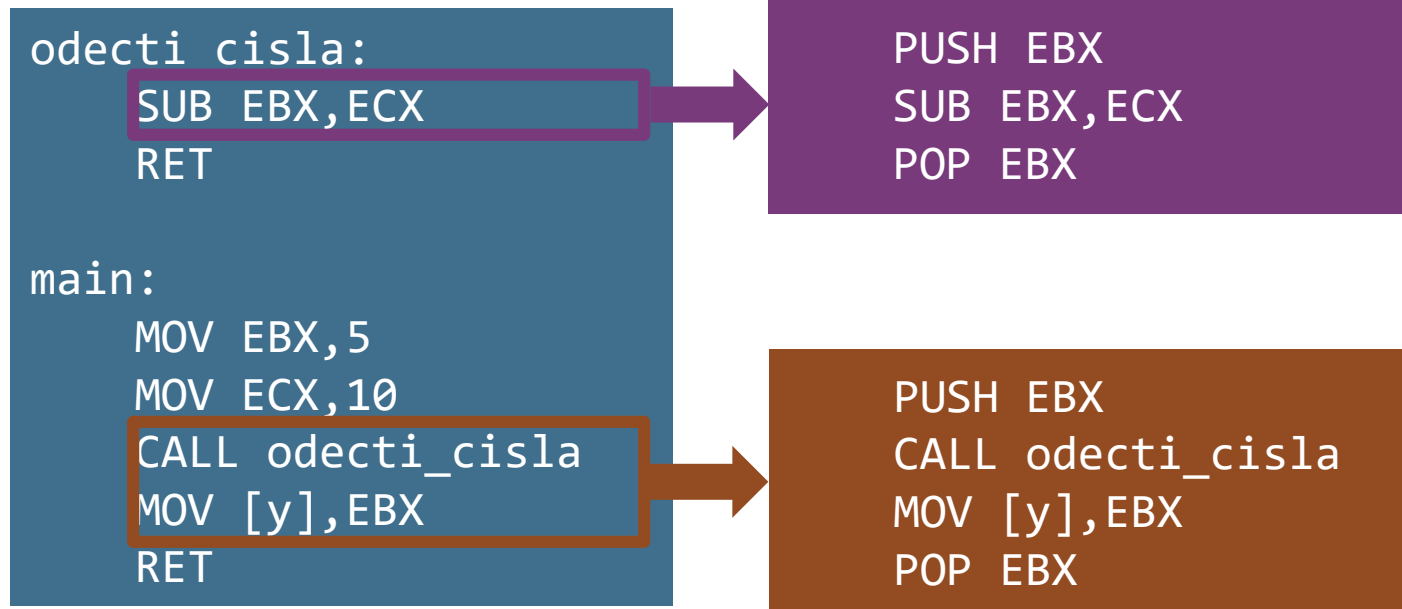 odecti cisla:
SUB EBX,ECX
RET
main:
MOV EBX,5
MOV ECX,10
CALL odecti_cisla
MOV [y],EBX
RET
PUSH EBX
SUB EBX,ECX
POP EBX
PUSH EBX
CALL odecti_cisla
MOV [y],EBX
POP EBX